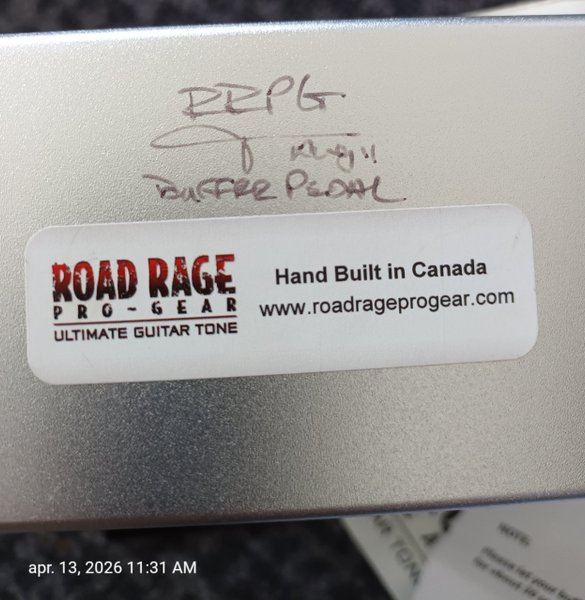 RRPG
BUFFER PEDAL
ROAD RAGE
PRO-GEAR
ULTIMATE GUITAR TONE
Hand Built in Canada
www.roadrageprogear.com
NOTE:
apr. 13, 2026 11:31 AM